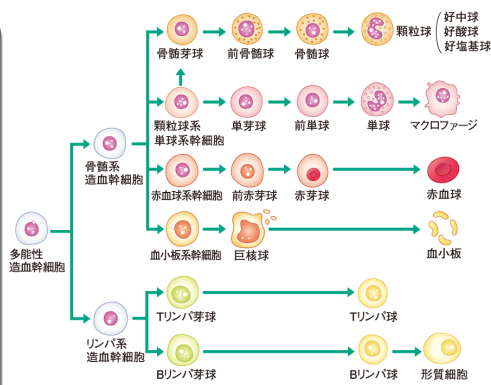 骨髄芽球
前骨髄球
骨髄球
顆粒球
好中球
好酸球
好塩基球
顆粒球系
単球系幹細胞
単芽球
前単球
単球
マクロファージ
骨髄系
造血幹細胞
赤血球系幹細胞
前赤芽球
赤芽球
赤血球
多能性
造血幹細胞
血小板系幹細胞
巨核球
血小板
リンパ系
造血幹細胞
Tリンパ芽球
Tリンパ球
Bリンパ芽球
Bリンパ球
形質細胞